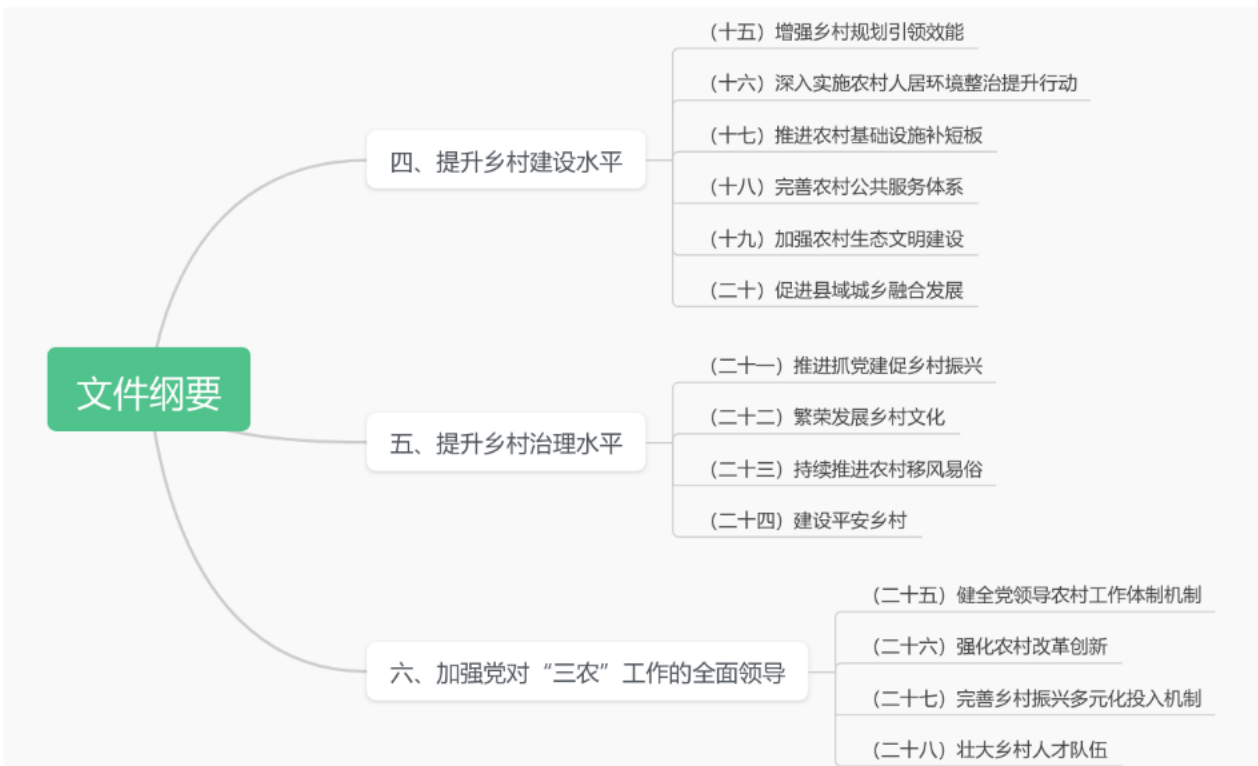 文件纲要
四、提升乡村建设水平
（十五）增强乡村规划引领效能
（十六）深入实施农村人居环境整治提升行动
（十七）推进农村基础设施补短板
（十八）完善农村公共服务体系
（十九）加强农村生态文明建设
（二十）促进县域城乡融合发展
五、提升乡村治理水平
（二十一）推进抓党建促乡村振兴
（二十二）繁荣发展乡村文化
（二十三）持续推进农村移风易俗
（二十四）建设平安乡村
六、加强党对“三农”工作的全面领导
（二十五）健全党领导农村工作体制机制
（二十六）强化农村改革创新
（二十七）完善乡村振兴多元化投入机制
（二十八）壮大乡村人才队伍